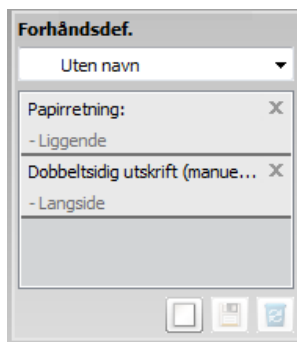 Forhåndsdef.
Uten navn
Papirretning:
- Liggende
Dobbeltsidig utskrift (manue...
- Langside